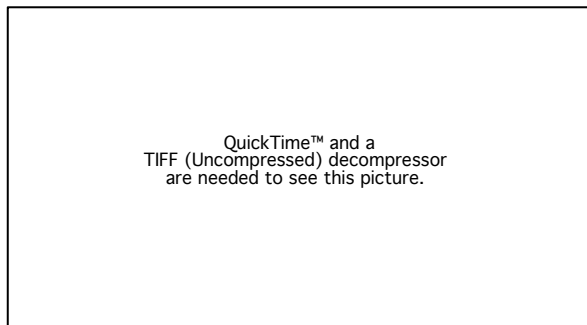 QuickTime™ and a
TIFF (Uncompressed) decompressor
are needed to see this picture.